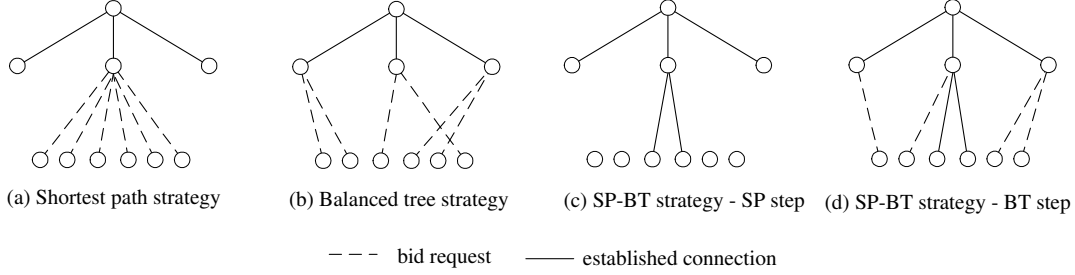 (a) Shortest path strategy
(b) Balanced tree strategy
(c) SP-BT strategy - SP step
(d) SP-BT strategy - BT step
bid request
established connection